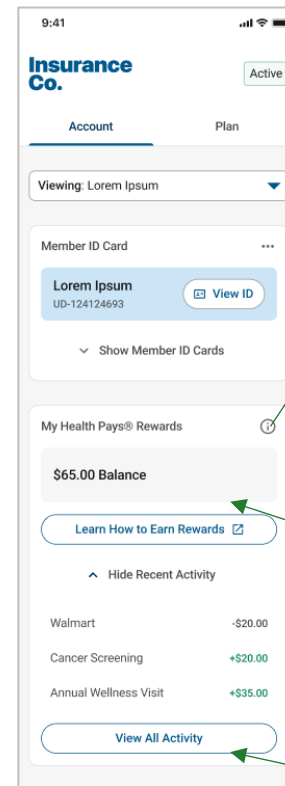 9:41
Insurance
Co.
Active
Account
Plan
Viewing: Lorem Ipsum
Member ID Card
Lorem Ipsum
UD-124124693
View ID
Show Member ID Cards
My Health Pays® Rewards
$65.00 Balance
Learn How to Earn Rewards
Hide Recent Activity
Walmart -$20.00
Cancer Screening +$20.00
Annual Wellness Visit +$35.00
View All Activity